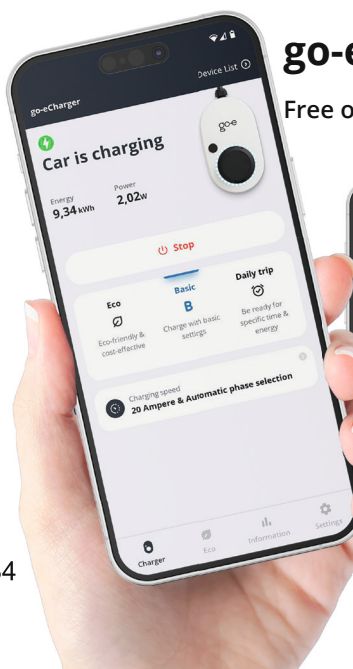 go-e
Free o
go-eCharger
Device List
Car is charging
go-e
Energy
Power
9,34 kWh
2,02w
Stop
Eco
Basic
Daily trip
B
Eco-friendly &
cost-effective
Charge with basic
settings
Be ready for
specific time &
energy
Charging speed
20 Ampere & Automatic phase selection
Charger
Eco
Information
Settings
4